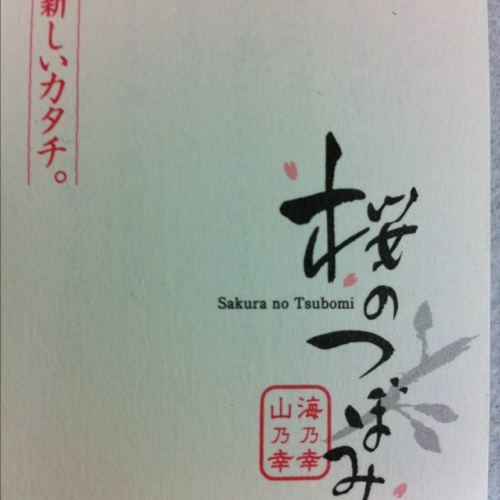 新しいカタチ。
桜のつぼみ
Sakura no Tsubomi
海乃幸
山乃幸